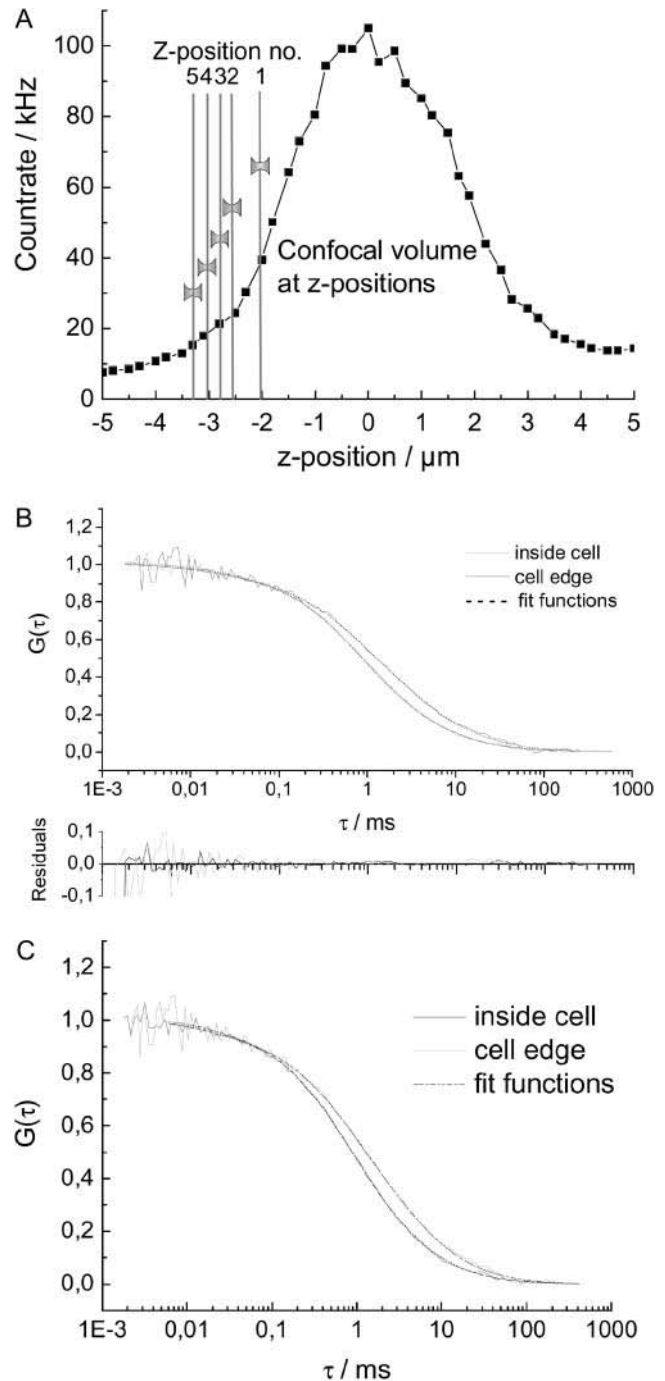 A
Z-position no.
5 4 3 2 1
Countrate / kHz
100
80
60
40
20
0
Confocal volume
at z-positions
-5 -4 -3 -2 -1 0 1 2 3 4 5
z-position / µm
B
G(τ)
1,2
1,0
0,8
0,6
0,4
0,2
0,0
inside cell
cell edge
fit functions
1E-3 0,01 0,1 1 10 100 1000
τ / ms
Residuals
0,1
0,0
-0,1
C
G(τ)
1,2
1,0
0,8
0,6
0,4
0,2
0,0
inside cell
cell edge
fit functions
1E-3 0,01 0,1 1 10 100 1000
τ / ms